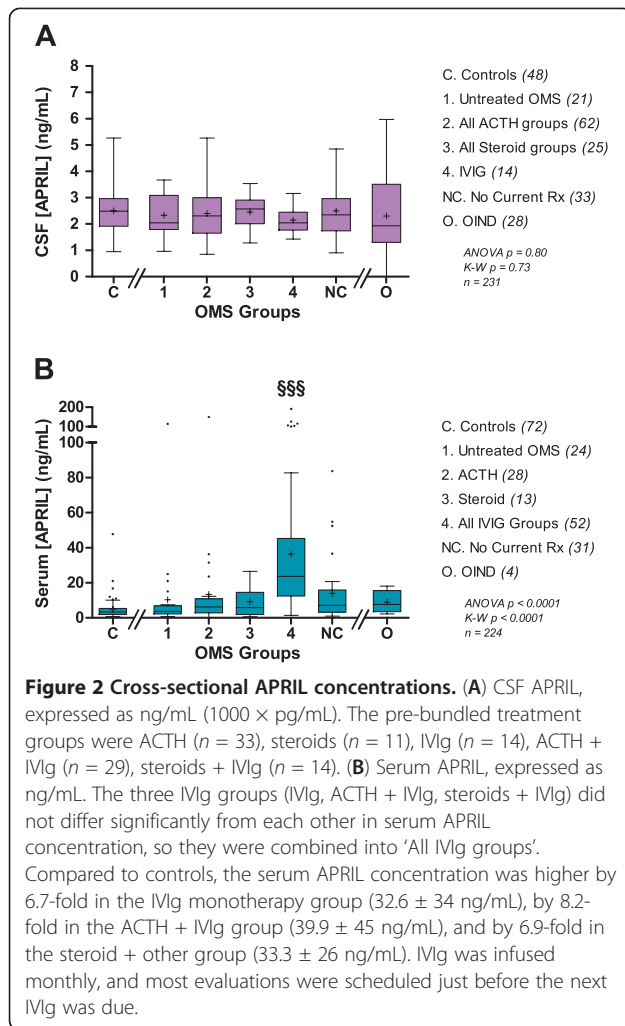 A
8
7
6
5
4
3
2
1
0
CSF [APRIL] (ng/mL)
C 1 2 3 4 NC O
OMS Groups
C. Controls (48)
1. Untreated OMS (21)
2. All ACTH groups (62)
3. All Steroid groups (25)
4. IVIG (14)
NC. No Current Rx (33)
O. OIND (28)
ANOVA p = 0.80
K-W p = 0.73
n = 231
B
§§§
200
100
100
80
60
40
20
0
Serum [APRIL] (ng/mL)
C 1 2 3 4 NC O
OMS Groups
C. Controls (72)
1. Untreated OMS (24)
2. ACTH (28)
3. Steroid (13)
4. All IVIG Groups (52)
NC. No Current Rx (31)
O. OIND (4)
ANOVA p < 0.0001
K-W p < 0.0001
n = 224
Figure 2 Cross-sectional APRIL concentrations. (A) CSF APRIL,
expressed as ng/mL (1000 × pg/mL). The pre-bundled treatment
groups were ACTH (n = 33), steroids (n = 11), IVIg (n = 14), ACTH +
IVIg (n = 29), steroids + IVIg (n = 14). (B) Serum APRIL, expressed as
ng/mL. The three IVIg groups (IVIg, ACTH + IVIg, steroids + IVIg) did
not differ significantly from each other in serum APRIL
concentration, so they were combined into 'All IVIg groups'.
Compared to controls, the serum APRIL concentration was higher by
6.7-fold in the IVIg monotherapy group (32.6 ± 34 ng/mL), by 8.2-
fold in the ACTH + IVIg group (39.9 ± 45 ng/mL), and by 6.9-fold in
the steroid + other group (33.3 ± 26 ng/mL). IVIg was infused
monthly, and most evaluations were scheduled just before the next
IVIg was due.